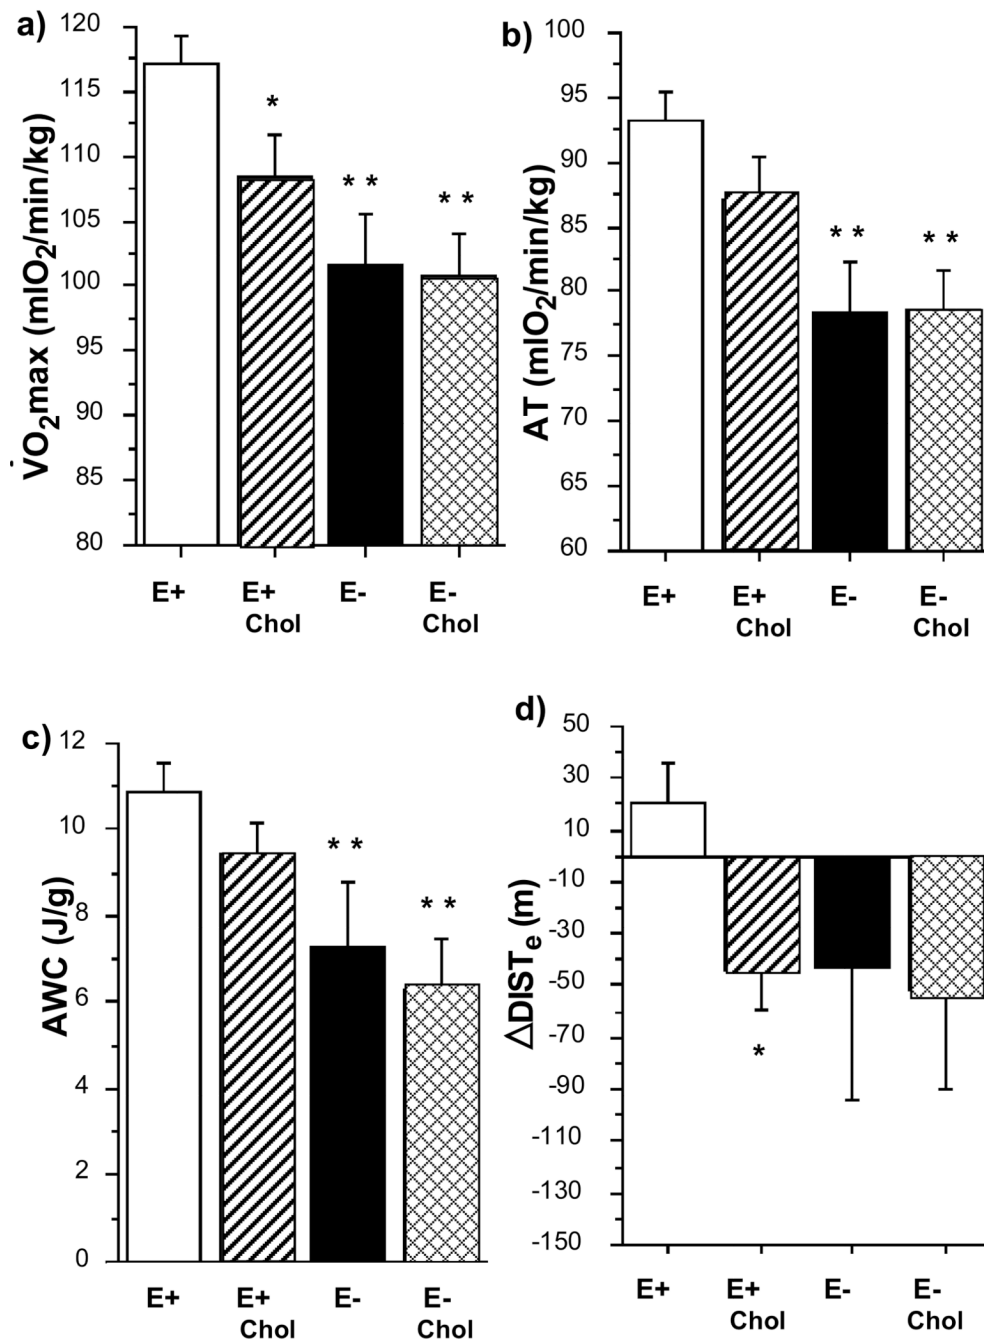 a)
V̇O2max (mlO2/min/kg)
120
115
110
105
100
95
90
85
80
*
* *
* *
E+
E+
Chol
E-
E-
Chol
b)
AT (mlO2/min/kg)
100
95
90
85
80
75
70
65
60
* *
* *
E+
E+
Chol
E-
E-
Chol
c)
AWC (J/g)
12
10
8
6
4
2
0
* *
* *
E+
E+
Chol
E-
E-
Chol
d)
ΔDISTe (m)
50
30
10
-10
-30
-50
-70
-90
-110
-130
-150
*
E+
E+
Chol
E-
E-
Chol